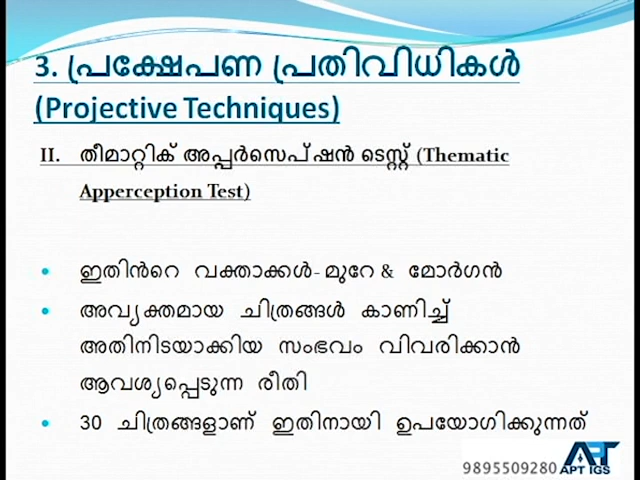 3. പ്രക്ഷേപണ പ്രതിവിധികൾ
(Projective Techniques)
II. തീമാറ്റിക് അപ്പർസെപ്ഷൻ ടെസ്റ്റ് (Thematic
Apperception Test)
• ഇതിൻറെ വക്താക്കൾ- മുറേ & മോർഗൻ
• അവ്യക്തമായ ചിത്രങ്ങൾ കാണിച്ച്
അതിനിടയാക്കിയ സംഭവം വിവരിക്കാൻ
ആവശ്യപ്പെടുന്ന രീതി
• 30 ചിത്രങ്ങളാണ് ഇതിനായി ഉപയോഗിക്കുന്നത്
9895509280
APT
APT IGS